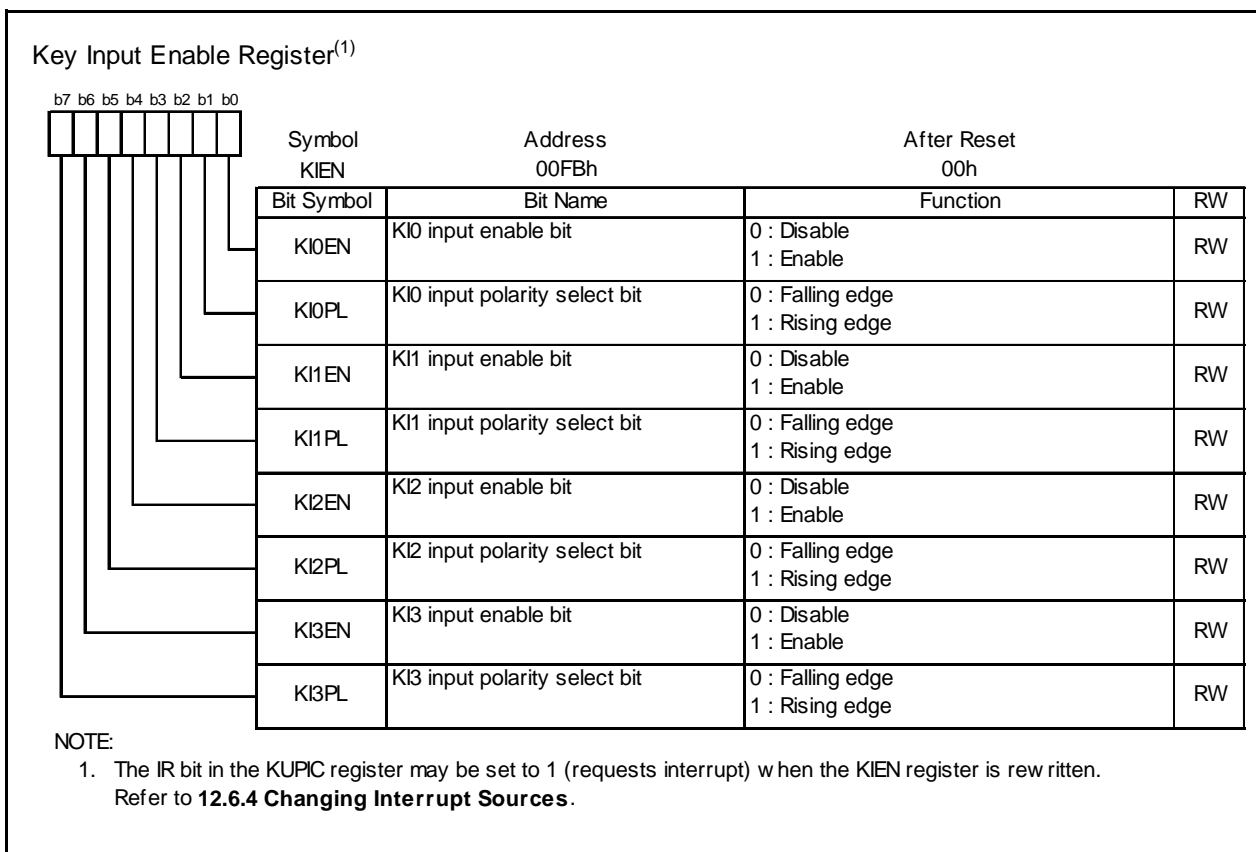 Key Input Enable Register(1)
b7 b6 b5 b4 b3 b2 b1 b0
Symbol Address After Reset
KIEN 00FBh 00h
Bit Symbol Bit Name Function RW
KI0EN KI0 input enable bit 0 : Disable RW
1 : Enable
KI0PL KI0 input polarity select bit 0 : Falling edge RW
1 : Rising edge
KI1EN KI1 input enable bit 0 : Disable RW
1 : Enable
KI1PL KI1 input polarity select bit 0 : Falling edge RW
1 : Rising edge
KI2EN KI2 input enable bit 0 : Disable RW
1 : Enable
KI2PL KI2 input polarity select bit 0 : Falling edge RW
1 : Rising edge
KI3EN KI3 input enable bit 0 : Disable RW
1 : Enable
KI3PL KI3 input polarity select bit 0 : Falling edge RW
1 : Rising edge
NOTE:
1. The IR bit in the KUPIC register may be set to 1 (requests interrupt) when the KIEN register is rewritten.
Refer to 12.6.4 Changing Interrupt Sources.